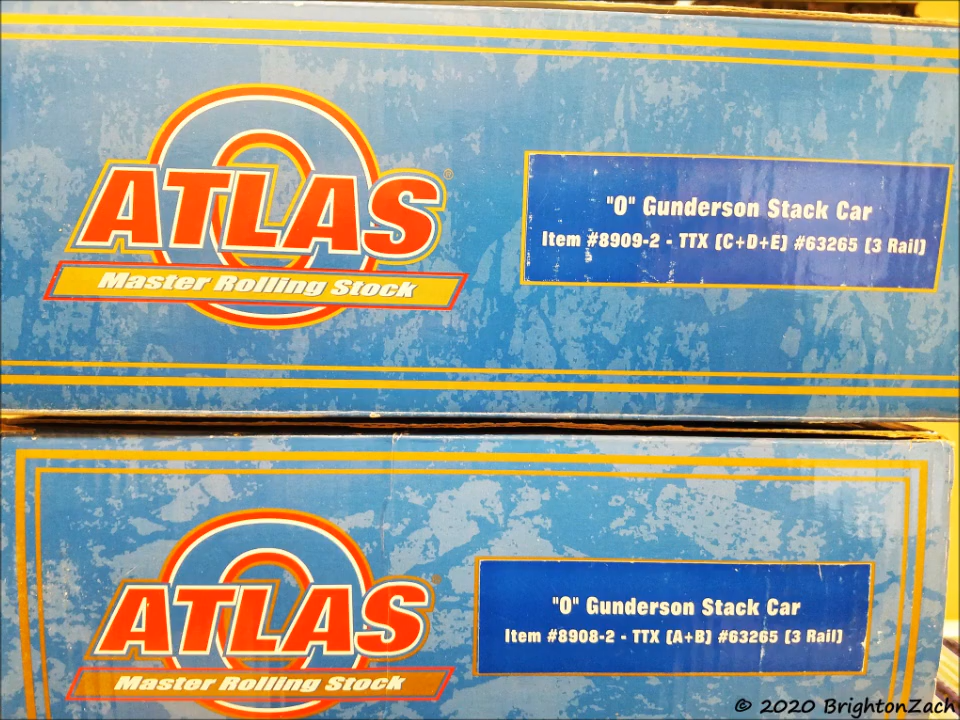 ATLAS
O
®
Master Rolling Stock
"O" Gunderson Stack Car
Item #8909-2 - TTX (C+D+E) #63265 (3 Rail)
ATLAS
O
®
Master Rolling Stock
"O" Gunderson Stack Car
Item #8908-2 - TTX (A+B) #63265 (3 Rail)
© 2020 BrightonZach